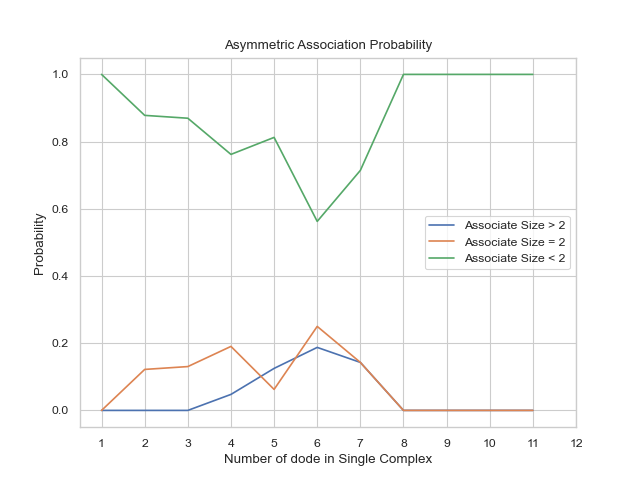 Asymmetric Association Probability
1.0
0.8
0.6
0.4
0.2
0.0
Probability
Associate Size > 2
Associate Size = 2
Associate Size < 2
1 2 3 4 5 6 7 8 9 10 11 12
Number of dode in Single Complex